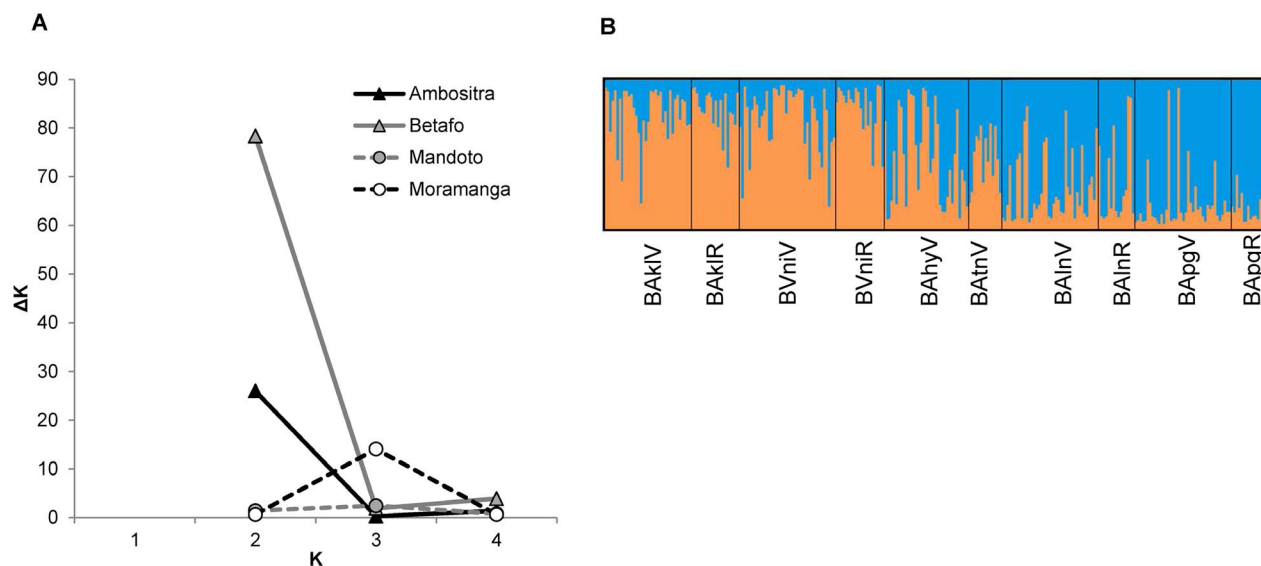 A
B
90
80
70
60
50
40
30
20
10
0
ΔK
1
2
3
4
K
Ambositra
Betafo
Mandoto
Moramanga
BAklV
BAklR
BVniV
BVniR
BAhyV
BAtnV
BAlnV
BAlnR
BApgV
BApqR